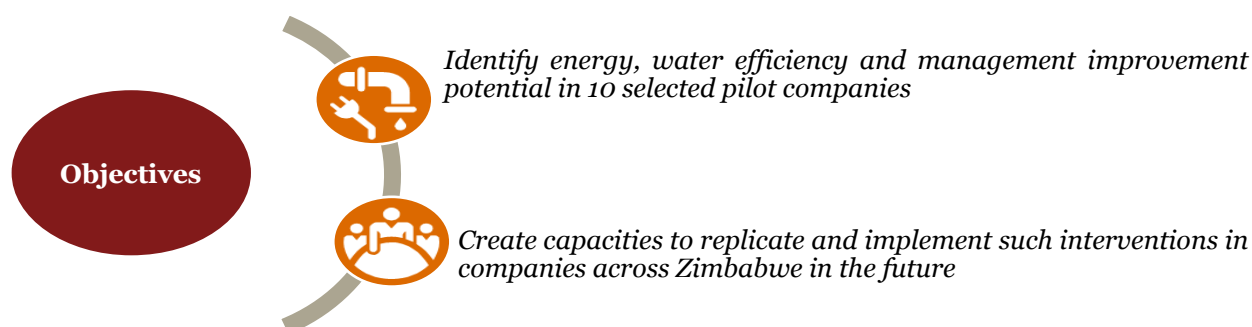 Objectives
Identify energy, water efficiency and management improvement
potential in 10 selected pilot companies
Create capacities to replicate and implement such interventions in
companies across Zimbabwe in the future